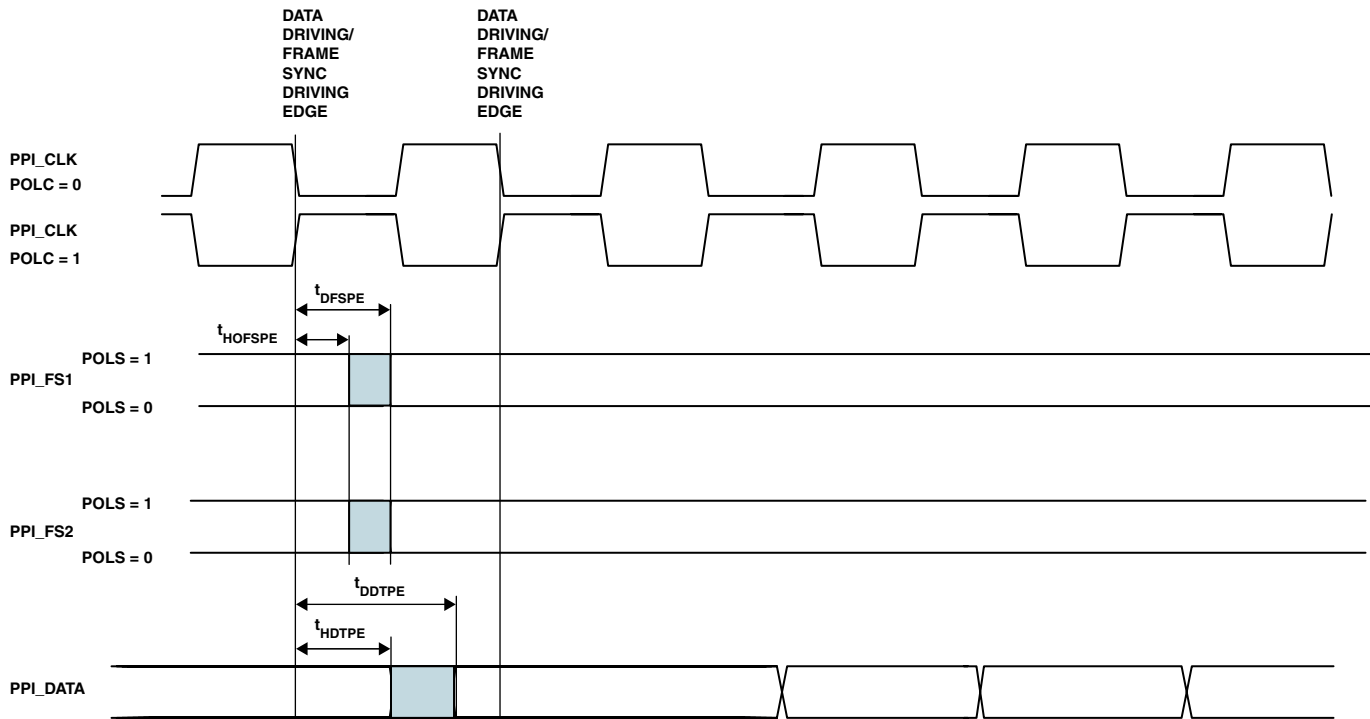 DATA
DRIVING/
FRAME
SYNC
DRIVING
EDGE
DATA
DRIVING/
FRAME
SYNC
DRIVING
EDGE
PPI_CLK
POLC = 0
PPI_CLK
POLC = 1
tDFSPE
tHOFSPE
POLS = 1
PPI_FS1
POLS = 0
POLS = 1
PPI_FS2
POLS = 0
tDDTPE
tHDTPE
PPI_DATA